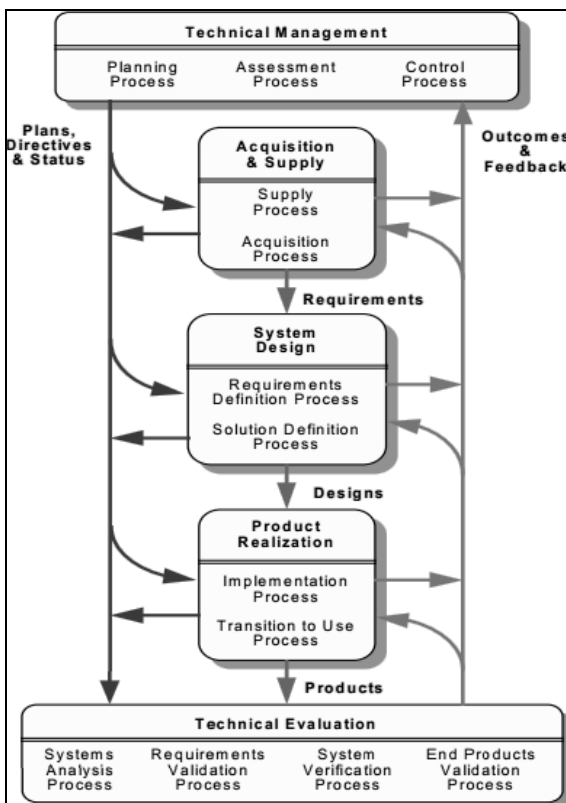 Technical Management
Planning Process
Assessment Process
Control Process
Plans,
Directives
& Status
Outcomes
&
Feedback
Acquisition
& Supply
Supply
Process
Acquisition
Process
Requirements
System
Design
Requirements
Definition Process
Solution Definition
Process
Designs
Product
Realization
Implementation
Process
Transition to Use
Process
Products
Technical Evaluation
Systems
Analysis
Process
Requirements
Validation
Process
System
Verification
Process
End Products
Validation
Process